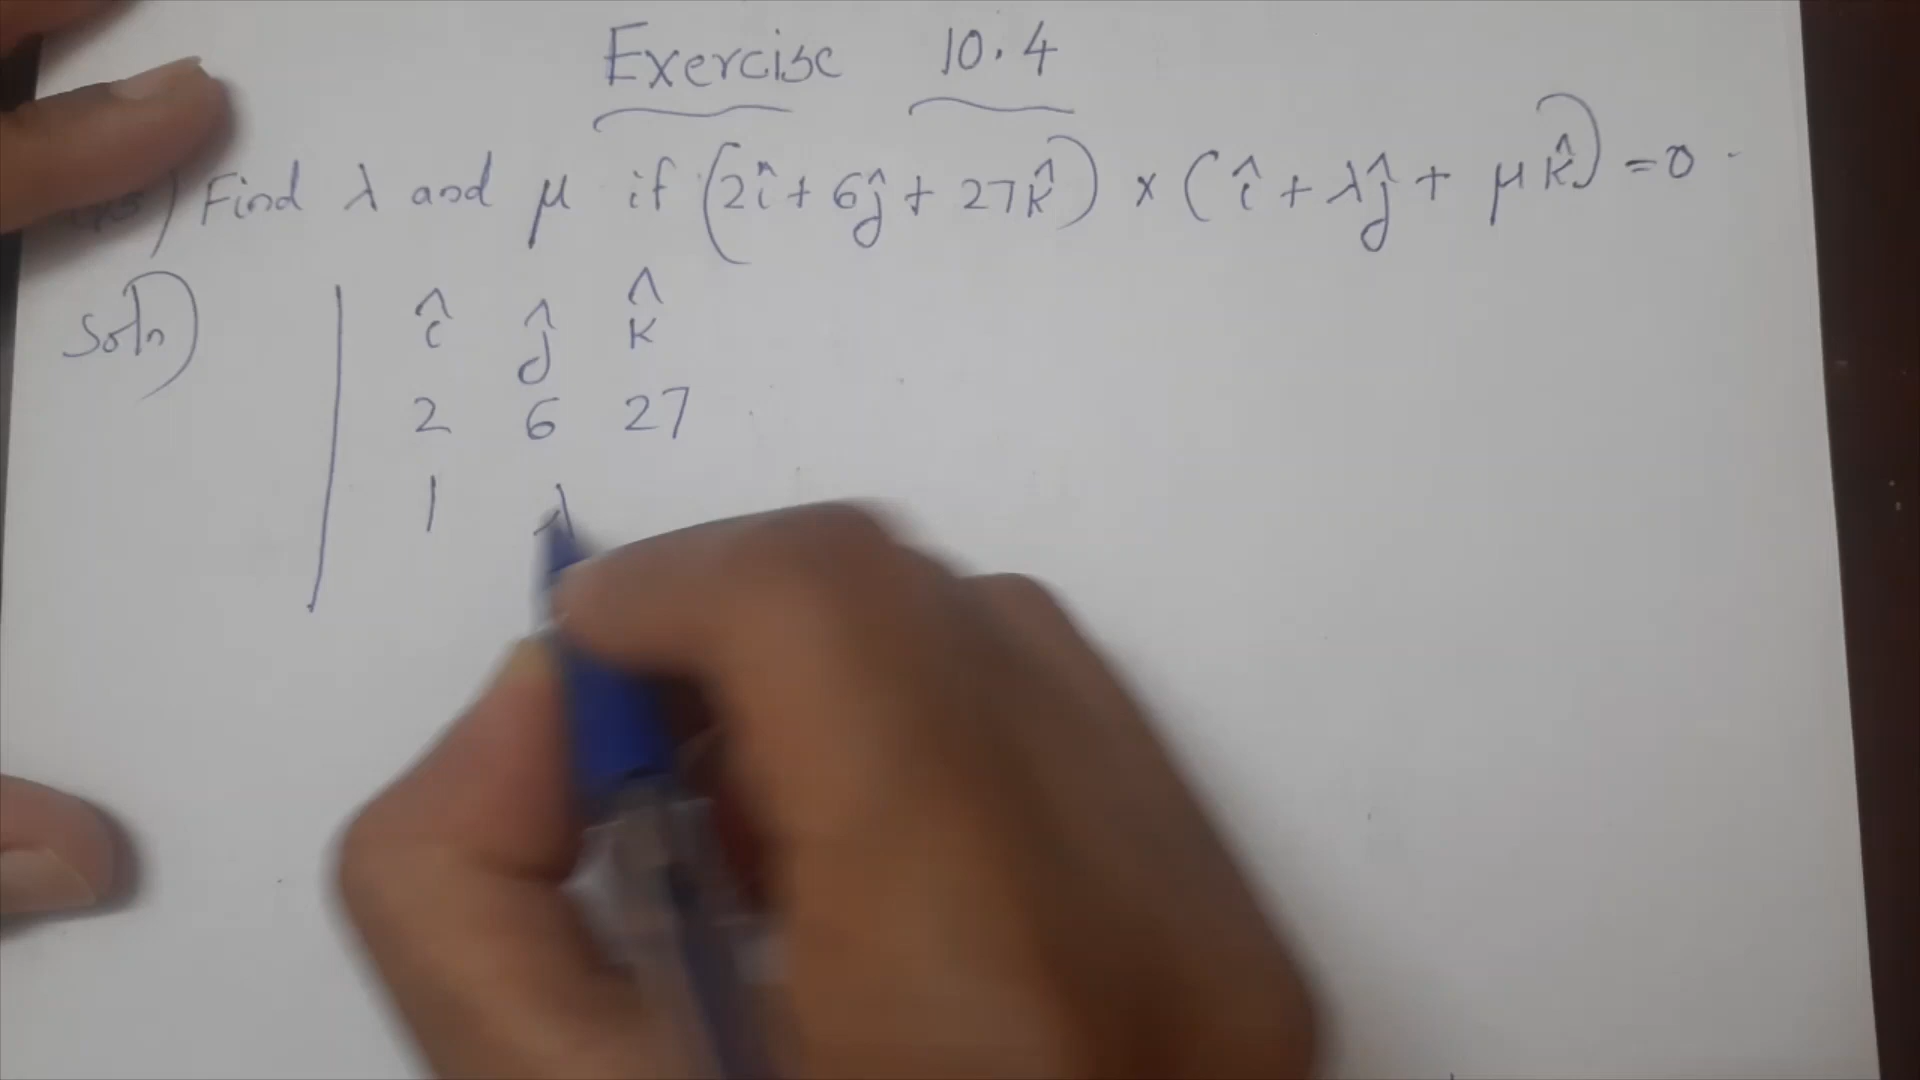 Exercise 10.4
Find λ and μ if (2î + 6ĵ + 27k̂) × (î + λĵ + μk̂) = 0.
Soln)
î ĵ k̂
2 6 27
1 λ